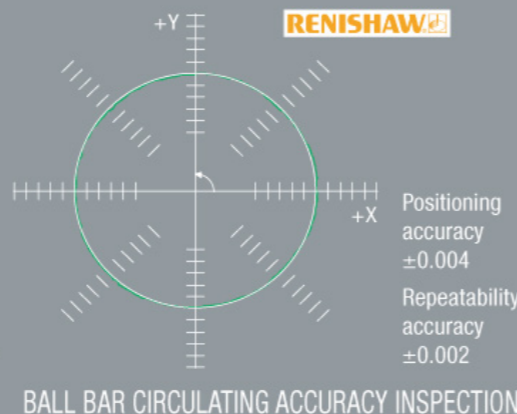 +Y
RENISHAW
+X
Positioning
accuracy
±0.004
Repeatability
accuracy
±0.002
BALL BAR CIRCULATING ACCURACY INSPECTION